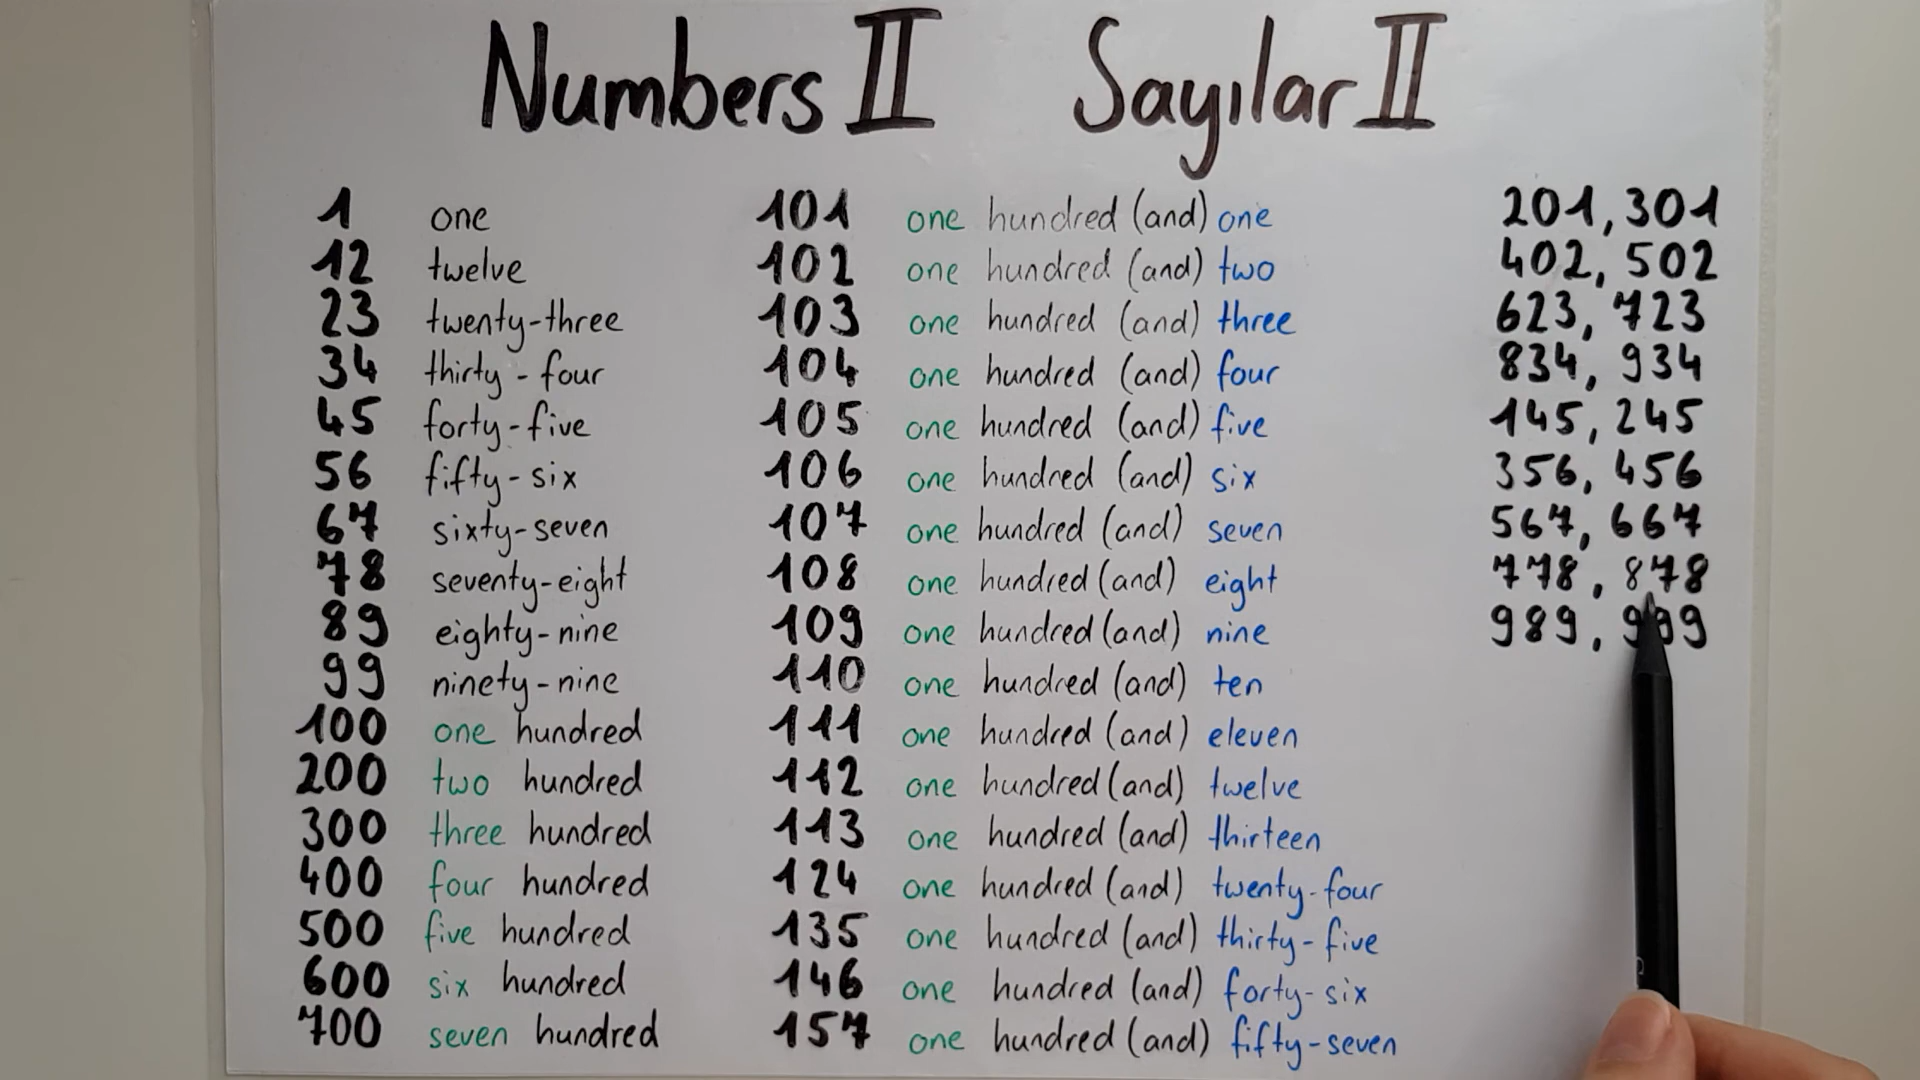 Numbers II Sayılar II
1 one
12 twelve
23 twenty-three
34 thirty-four
45 forty-five
56 fifty-six
67 sixty-seven
78 seventy-eight
89 eighty-nine
99 ninety-nine
100 one hundred
200 two hundred
300 three hundred
400 four hundred
500 five hundred
600 six hundred
700 seven hundred
101 one hundred (and) one
102 one hundred (and) two
103 one hundred (and) three
104 one hundred (and) four
105 one hundred (and) five
106 one hundred (and) six
107 one hundred (and) seven
108 one hundred (and) eight
109 one hundred (and) nine
110 one hundred (and) ten
111 one hundred (and) eleven
112 one hundred (and) twelve
113 one hundred (and) thirteen
124 one hundred (and) twenty-four
135 one hundred (and) thirty-five
146 one hundred (and) forty-six
157 one hundred (and) fifty-seven
201, 301
402, 502
623, 723
834, 934
145, 245
356, 456
567, 667
778, 878
989, 999